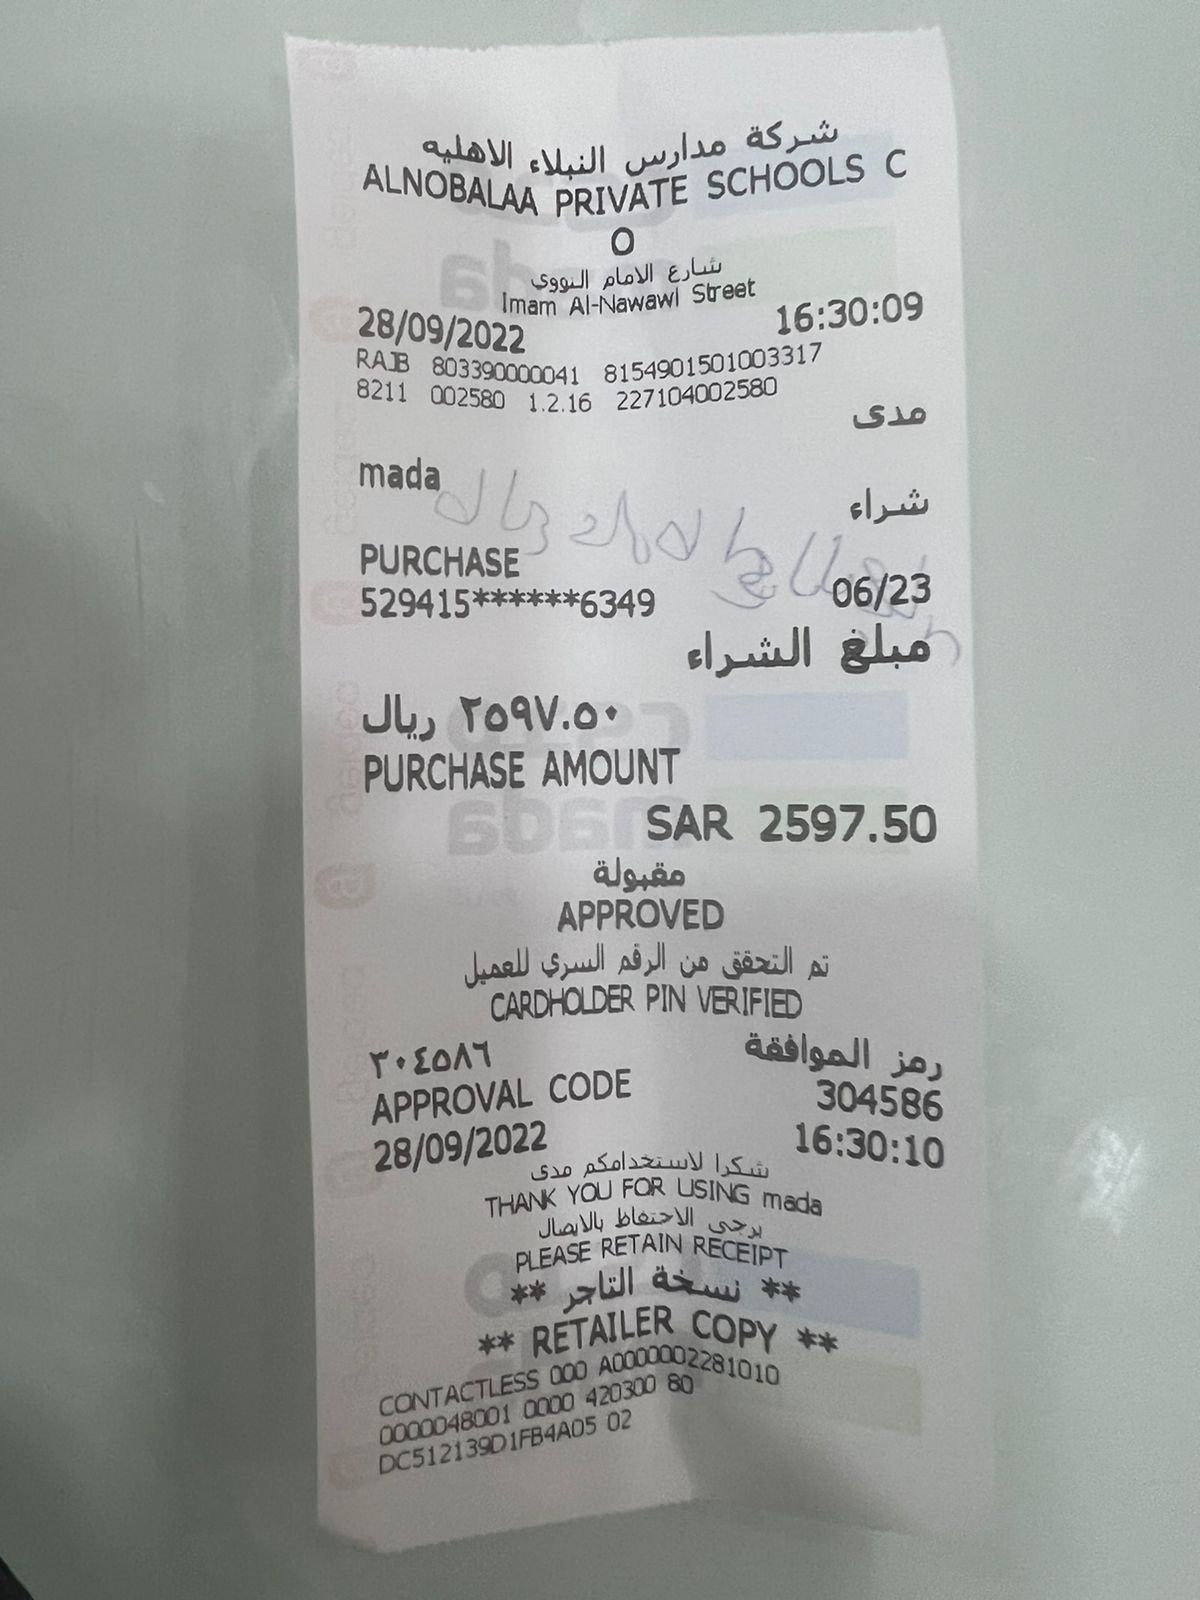 شركة مدارس النبلاء الاهليه
ALNOBALAA PRIVATE SCHOOLS C
O
شارع الامام النووي
Imam Al-Nawawi Street
28/09/2022 16:30:09
RAJB 803390000041 8154901501003317
8211 002580 1.2.16 227104002580
مدى
mada
شراء
PURCHASE
529415******6349 06/23
مبلغ الشراء
٢٥٩٧.٥٠ ريال
PURCHASE AMOUNT
SAR 2597.50
مقبولة
APPROVED
تم التحقق من الرقم السري للعميل
CARDHOLDER PIN VERIFIED
رمز الموافقة ٣٠٤٥٨٦
APPROVAL CODE 304586
28/09/2022 16:30:10
شكرا لاستخدامكم مدى
THANK YOU FOR USING mada
يرجى الاحتفاظ بالايصال
PLEASE RETAIN RECEIPT
** نسخة التاجر **
** RETAILER COPY **
CONTACTLESS 000 A0000002281010
0000048001 0000 420300 80
DC512139D1FB4A05 02